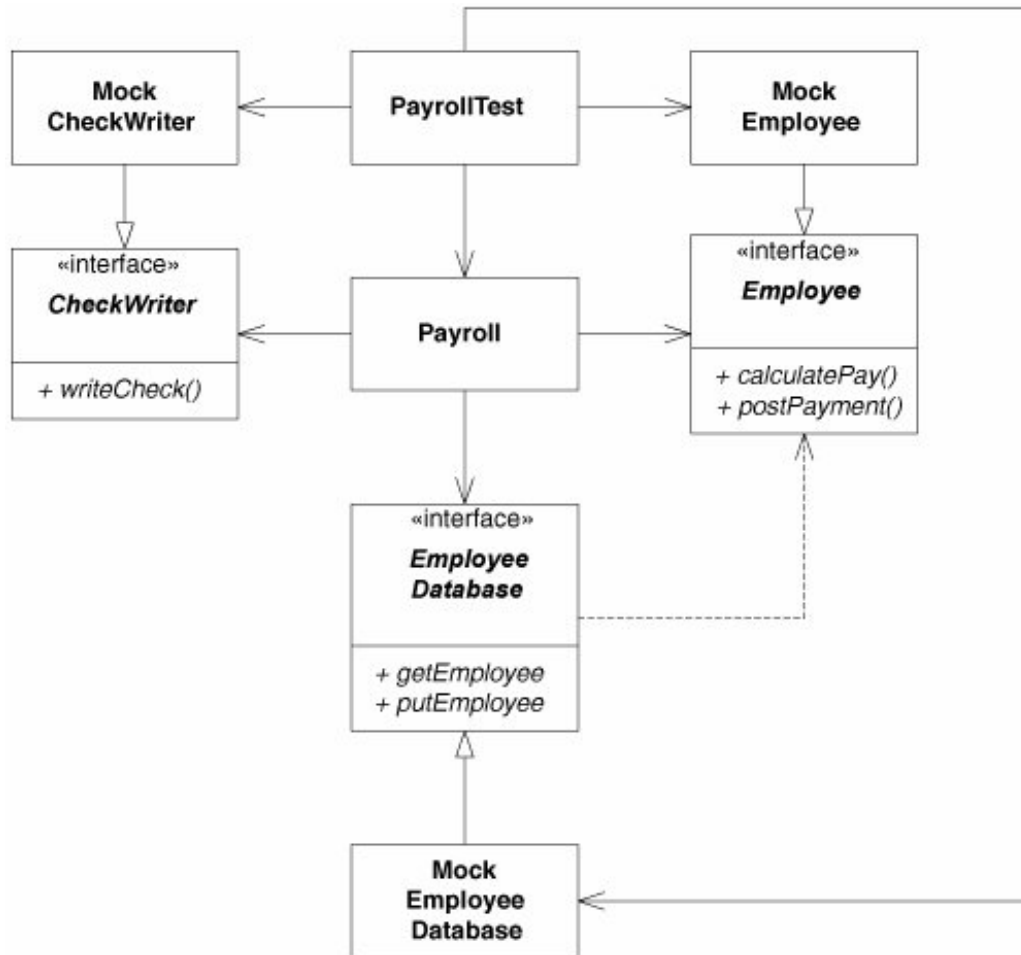 Mock
CheckWriter
PayrollTest
Mock
Employee
«interface»
CheckWriter
+ writeCheck()
Payroll
«interface»
Employee
+ calculatePay()
+ postPayment()
«interface»
Employee
Database
+ getEmployee
+ putEmployee
Mock
Employee
Database